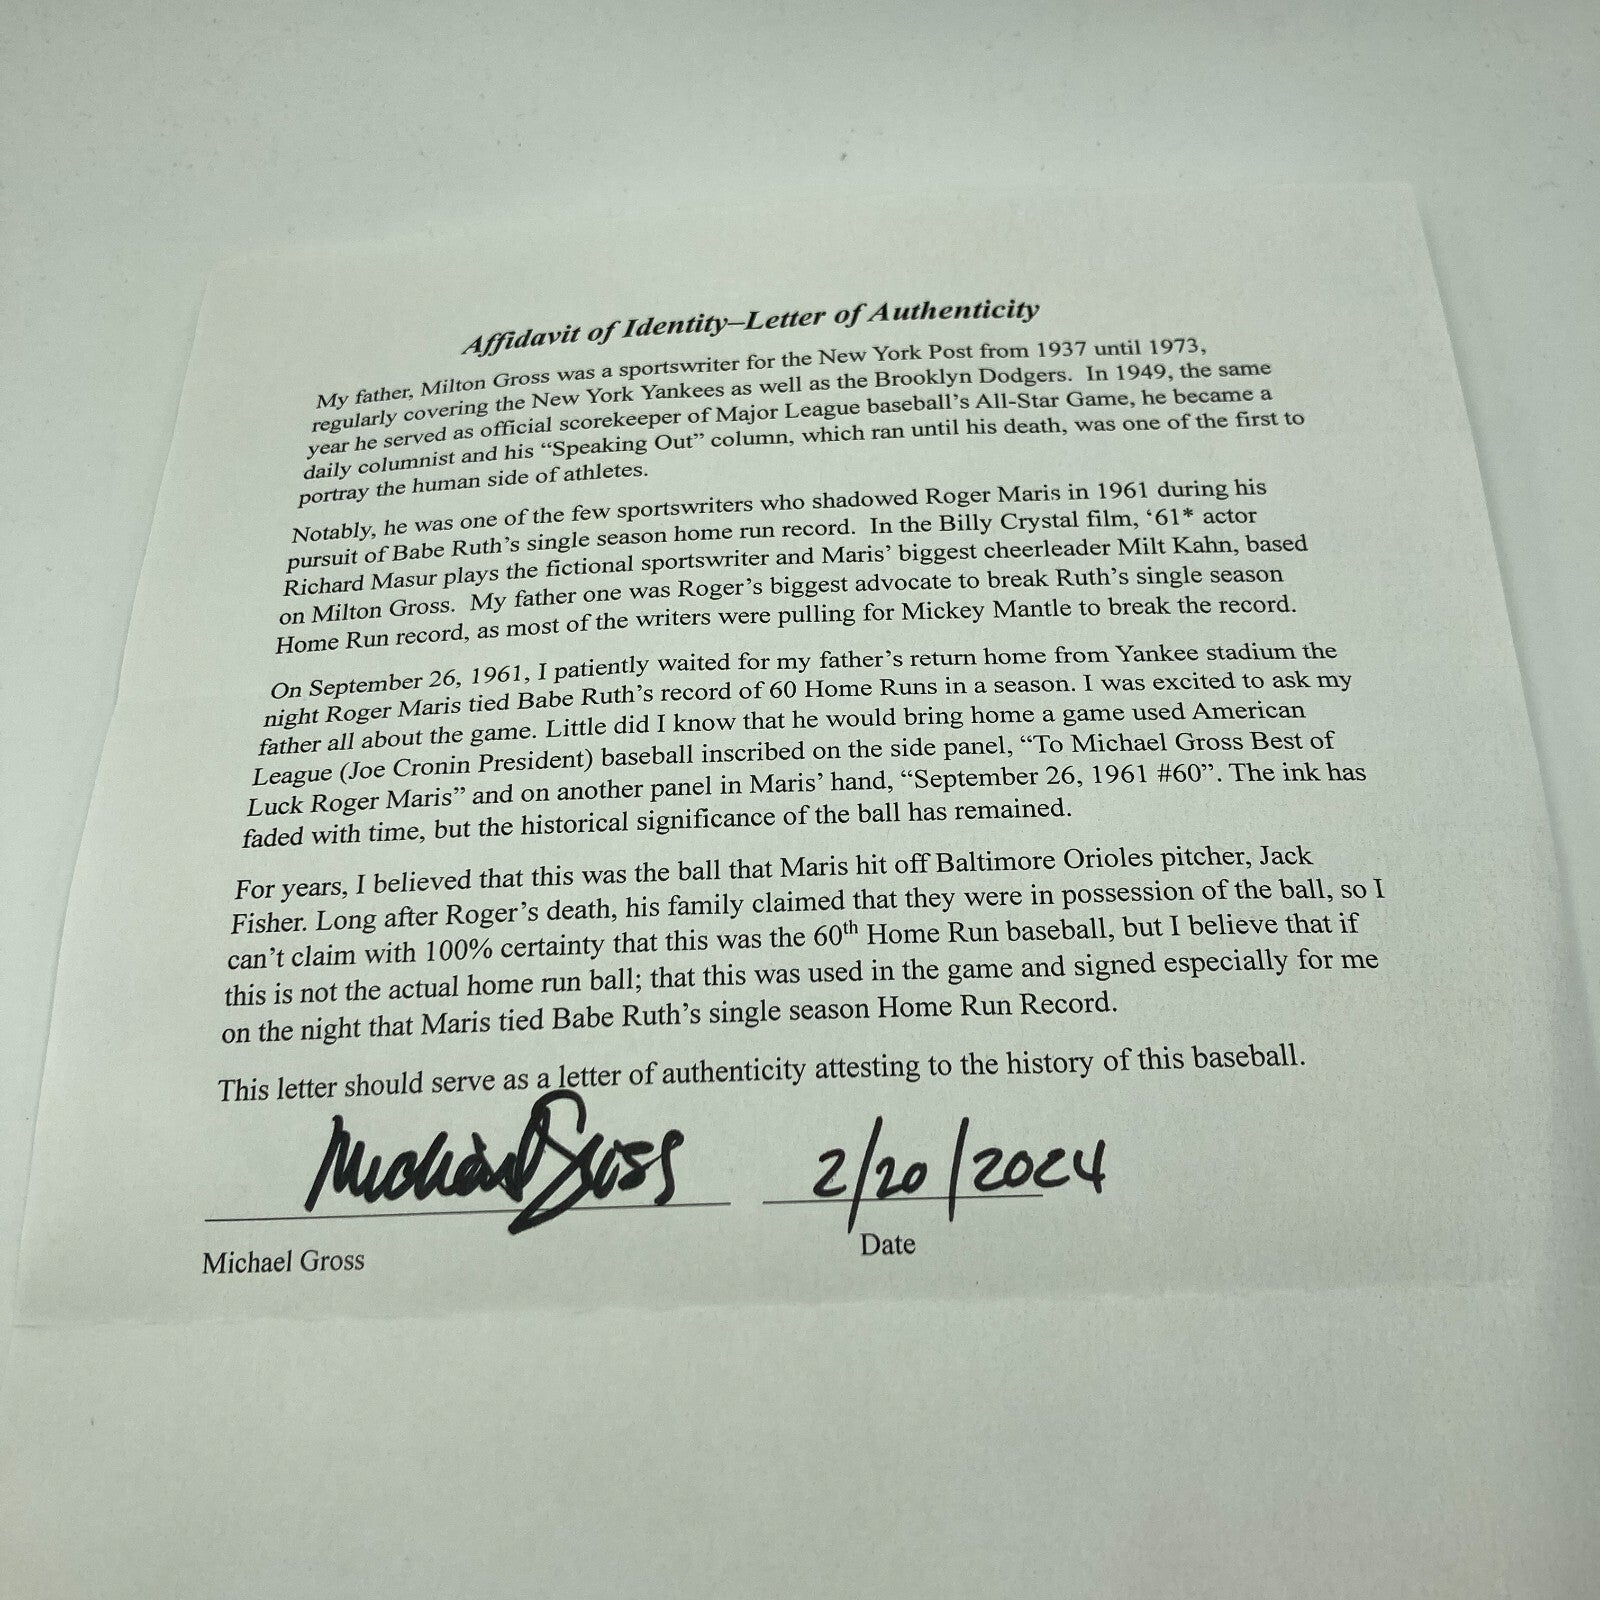 Affidavit of Identity–Letter of Authenticity
My father, Milton Gross was a sportswriter for the New York Post from 1937 until 1973,
regularly covering the New York Yankees as well as the Brooklyn Dodgers. In 1949, the same
year he served as official scorekeeper of Major League baseball's All-Star Game, he became a
daily columnist and his “Speaking Out” column, which ran until his death, was one of the first to
portray the human side of athletes.
Notably, he was one of the few sportswriters who shadowed Roger Maris in 1961 during his
pursuit of Babe Ruth's single season home run record. In the Billy Crystal film, ‘61* actor
Richard Masur plays the fictional sportswriter and Maris’ biggest cheerleader Milt Kahn, based
on Milton Gross. My father one was Roger's biggest advocate to break Ruth's single season
Home Run record, as most of the writers were pulling for Mickey Mantle to break the record.
On September 26, 1961, I patiently waited for my father's return home from Yankee stadium the
night Roger Maris tied Babe Ruth's record of 60 Home Runs in a season. I was excited to ask my
father all about the game. Little did I know that he would bring home a game used American
League (Joe Cronin President) baseball inscribed on the side panel, “To Michael Gross Best of
Luck Roger Maris” and on another panel in Maris’ hand, “September 26, 1961 #60”. The ink has
faded with time, but the historical significance of the ball has remained.
For years, I believed that this was the ball that Maris hit off Baltimore Orioles pitcher, Jack
Fisher. Long after Roger's death, his family claimed that they were in possession of the ball, so I
can't claim with 100% certainty that this was the 60th Home Run baseball, but I believe that if
this is not the actual home run ball; that this was used in the game and signed especially for me
on the night that Maris tied Babe Ruth's single season Home Run Record.
This letter should serve as a letter of authenticity attesting to the history of this baseball.
Michael Gross 2/20/2024
Michael Gross Date